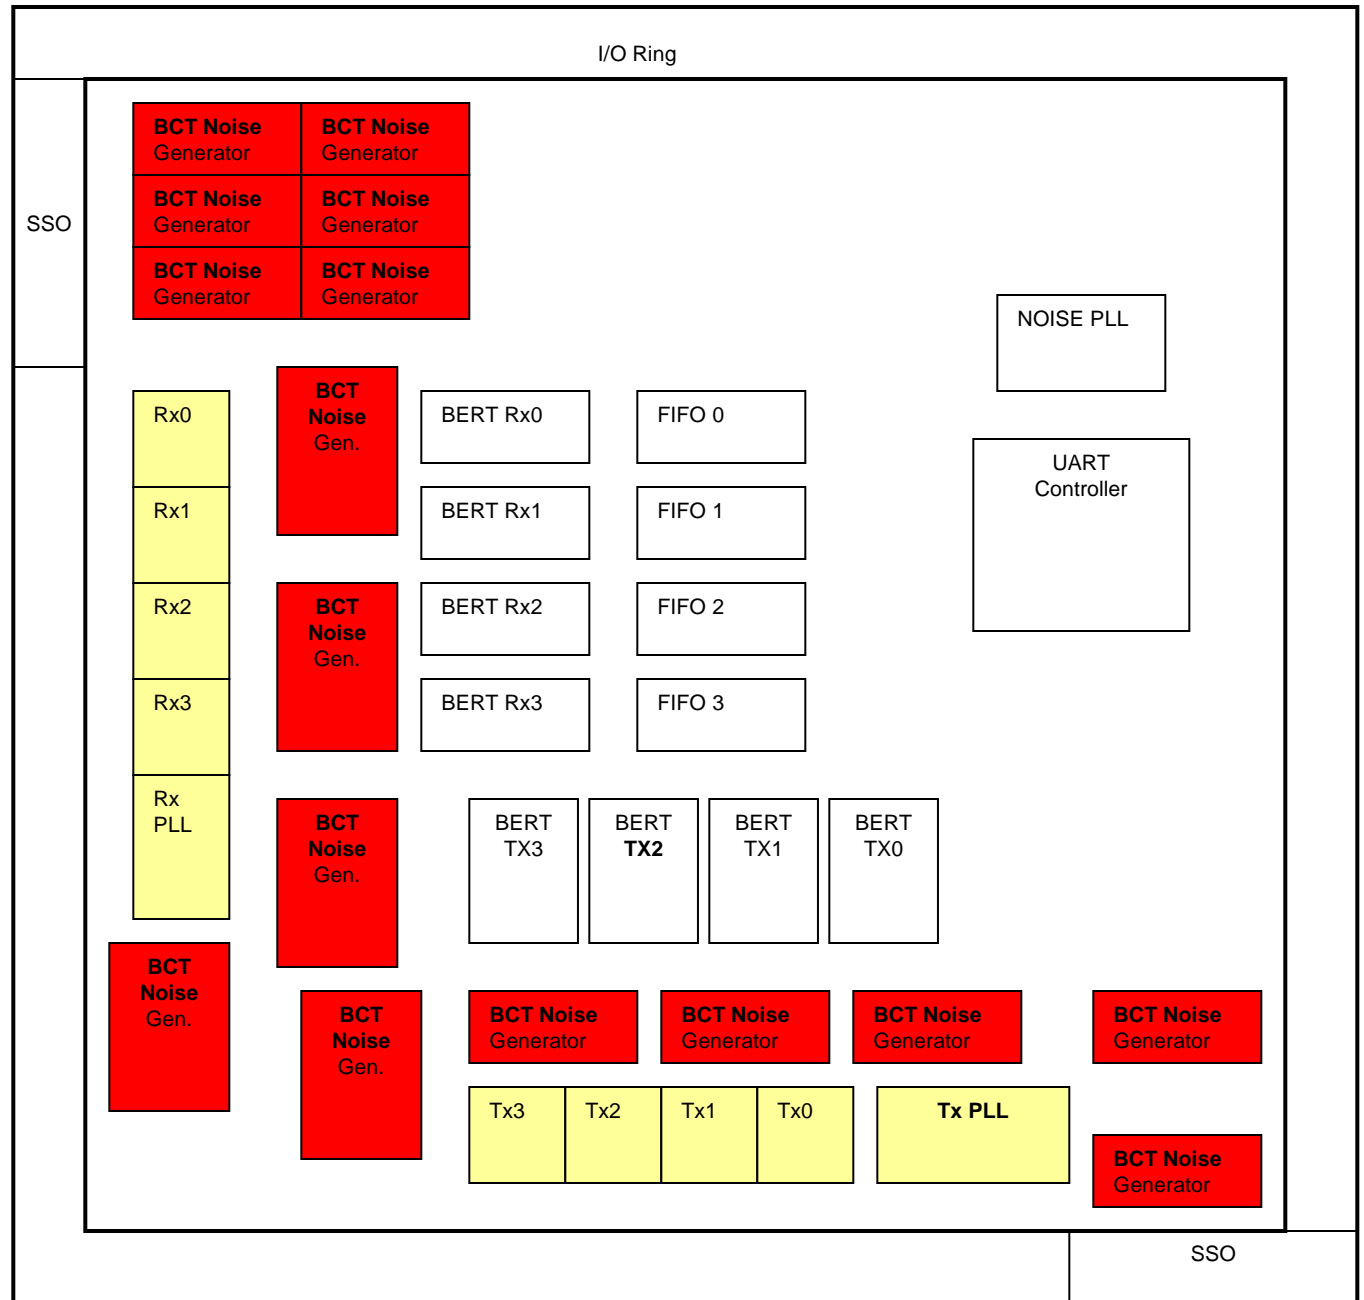 I/O Ring
BCT Noise
Generator
BCT Noise
Generator
SSO
BCT Noise
Generator
BCT Noise
Generator
BCT Noise
Generator
BCT Noise
Generator
NOISE PLL
Rx0
BCT
Noise
Gen.
BERT Rx0
FIFO 0
UART
Controller
Rx1
BERT Rx1
FIFO 1
Rx2
BCT
Noise
Gen.
BERT Rx2
FIFO 2
Rx3
BERT Rx3
FIFO 3
Rx
PLL
BCT
Noise
Gen.
BERT
TX3
BERT
TX2
BERT
TX1
BERT
TX0
BCT
Noise
Gen.
BCT
Noise
Gen.
BCT Noise
Generator
BCT Noise
Generator
BCT Noise
Generator
BCT Noise
Generator
Tx3
Tx2
Tx1
Tx0
Tx PLL
BCT Noise
Generator
SSO